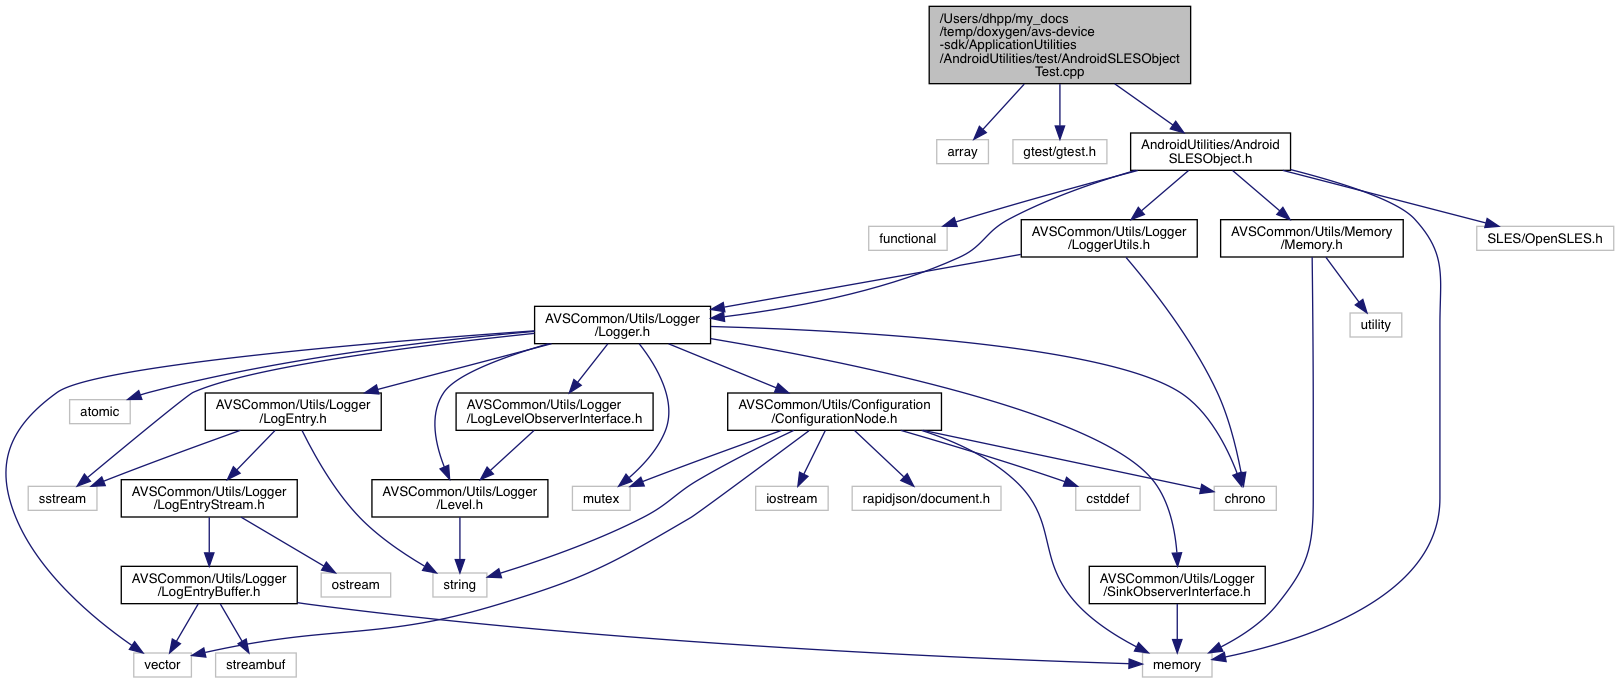 /Users/dhpp/my_docs
/temp/doxygen/avs-device
-sdk/ApplicationUtilities
/AndroidUtilities/test/AndroidSLESObject
Test.cpp
array
gtest/gtest.h
AndroidUtilities/Android
SLESObject.h
functional
AVSCommon/Utils/Logger
/LoggerUtils.h
AVSCommon/Utils/Memory
/Memory.h
SLES/OpenSLES.h
AVSCommon/Utils/Logger
/Logger.h
utility
atomic
AVSCommon/Utils/Logger
/LogEntry.h
AVSCommon/Utils/Logger
/LogLevelObserverInterface.h
AVSCommon/Utils/Configuration
/ConfigurationNode.h
sstream
AVSCommon/Utils/Logger
/LogEntryStream.h
AVSCommon/Utils/Logger
/Level.h
mutex
iostream
rapidjson/document.h
cstddef
chrono
AVSCommon/Utils/Logger
/LogEntryBuffer.h
ostream
string
AVSCommon/Utils/Logger
/SinkObserverInterface.h
vector
streambuf
memory